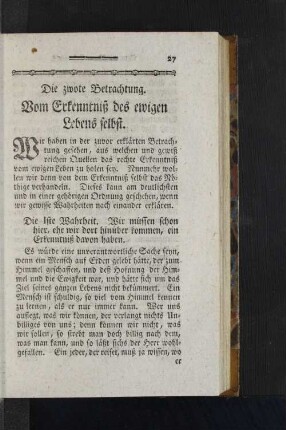 27
Die zwote Betrachtung.
Vom Erkenntniß des ewigen
Lebens selbst.
Wir haben in der zuvor erklärten Betrach-
tung gesehen, aus welchen und gewiß
reichen Quellen das rechte Erkenntniß
vom ewigen Leben zu holen sey. Nunmehr wol-
len wir denn von dem Erkenntniß selbst das Nö-
thige verhandeln. Dieses kann am deutlichsten
und in einer gehörigen Ordnung geschehen, wenn
wir gewisse Wahrheiten nach einander erklären.
Die Iste Wahrheit. Wir müssen schon
hier, ehe wir dort hinüber kommen, ein
Erkenntniß davon haben.
Es würde eine unverantwortliche Sache seyn,
wenn ein Mensch auf Erden gelebt hätte, der zum
Himmel geschaffen, und deß Hofnung der Him-
mel und die Ewigkeit war, und hätte sich um das
Ziel seines ganzen Lebens nicht bekümmert. Ein
Mensch ist schuldig, so viel vom Himmel kennen
zu lernen, als er nur immer kann. Wer uns
auflegt, was wir können, der verlangt nichts Un-
billiges von uns; denn können wir nicht, was
wir sollen, so strebt man doch billig nach dem,
was man kann, und so läßt sichs der Herr wohl-
gefallen. Ein jeder, der reiset, muß ja wissen, wo
er